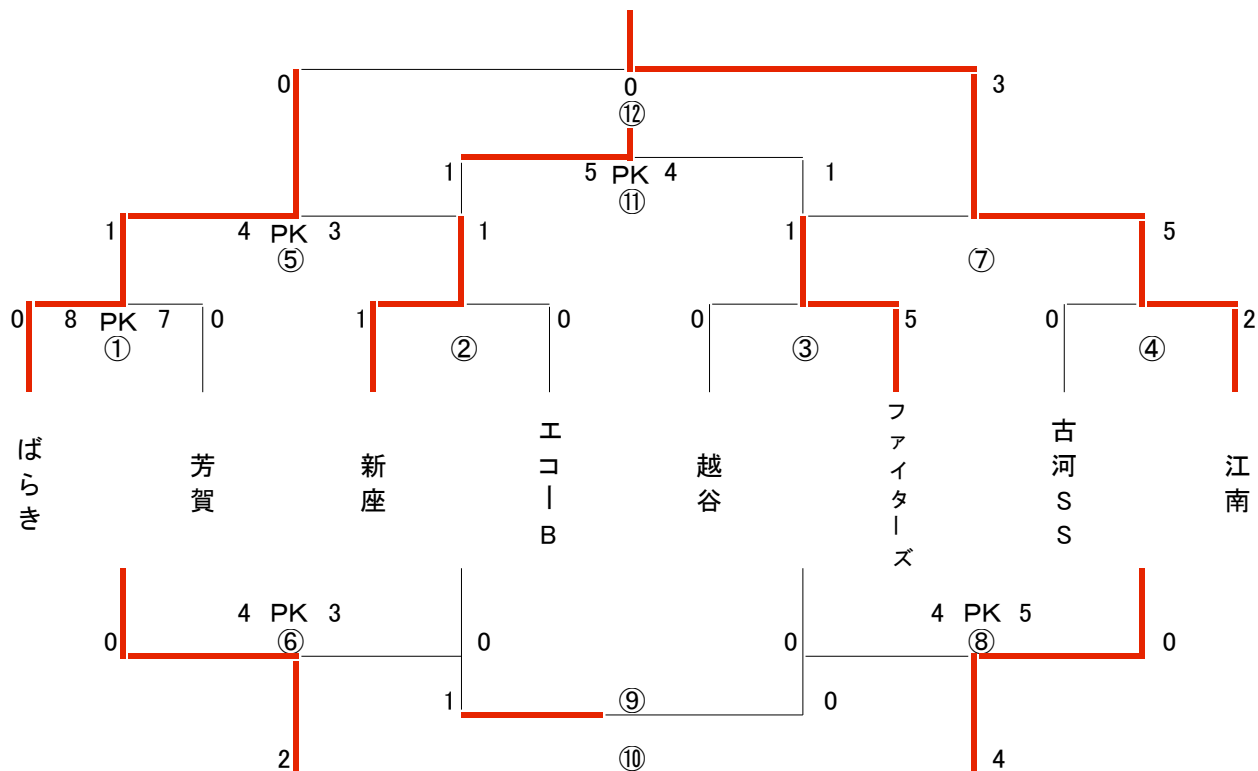 0 0 3
⑫
1 5 PK 4 1
⑪
1 4 PK 3 1 1 5
⑤ ⑦
0 8 PK 7 0 1 0 0 5 0 2
① ② ③ ④
ばらき
芳賀
新座
エコーB
越谷
ファイターズ
古河SS
江南
4 PK 3 4 PK 5
0 ⑥ 0 0 ⑧ 0
1 ⑨ 0
2 ⑩ 4